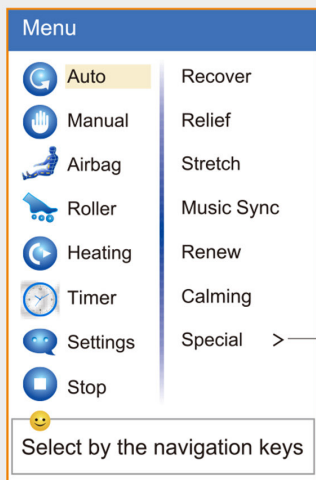 Menu
Auto
Manual
Airbag
Roller
Heating
Timer
Settings
Stop
Recover
Relief
Stretch
Music Sync
Renew
Calming
Special >
Select by the navigation keys